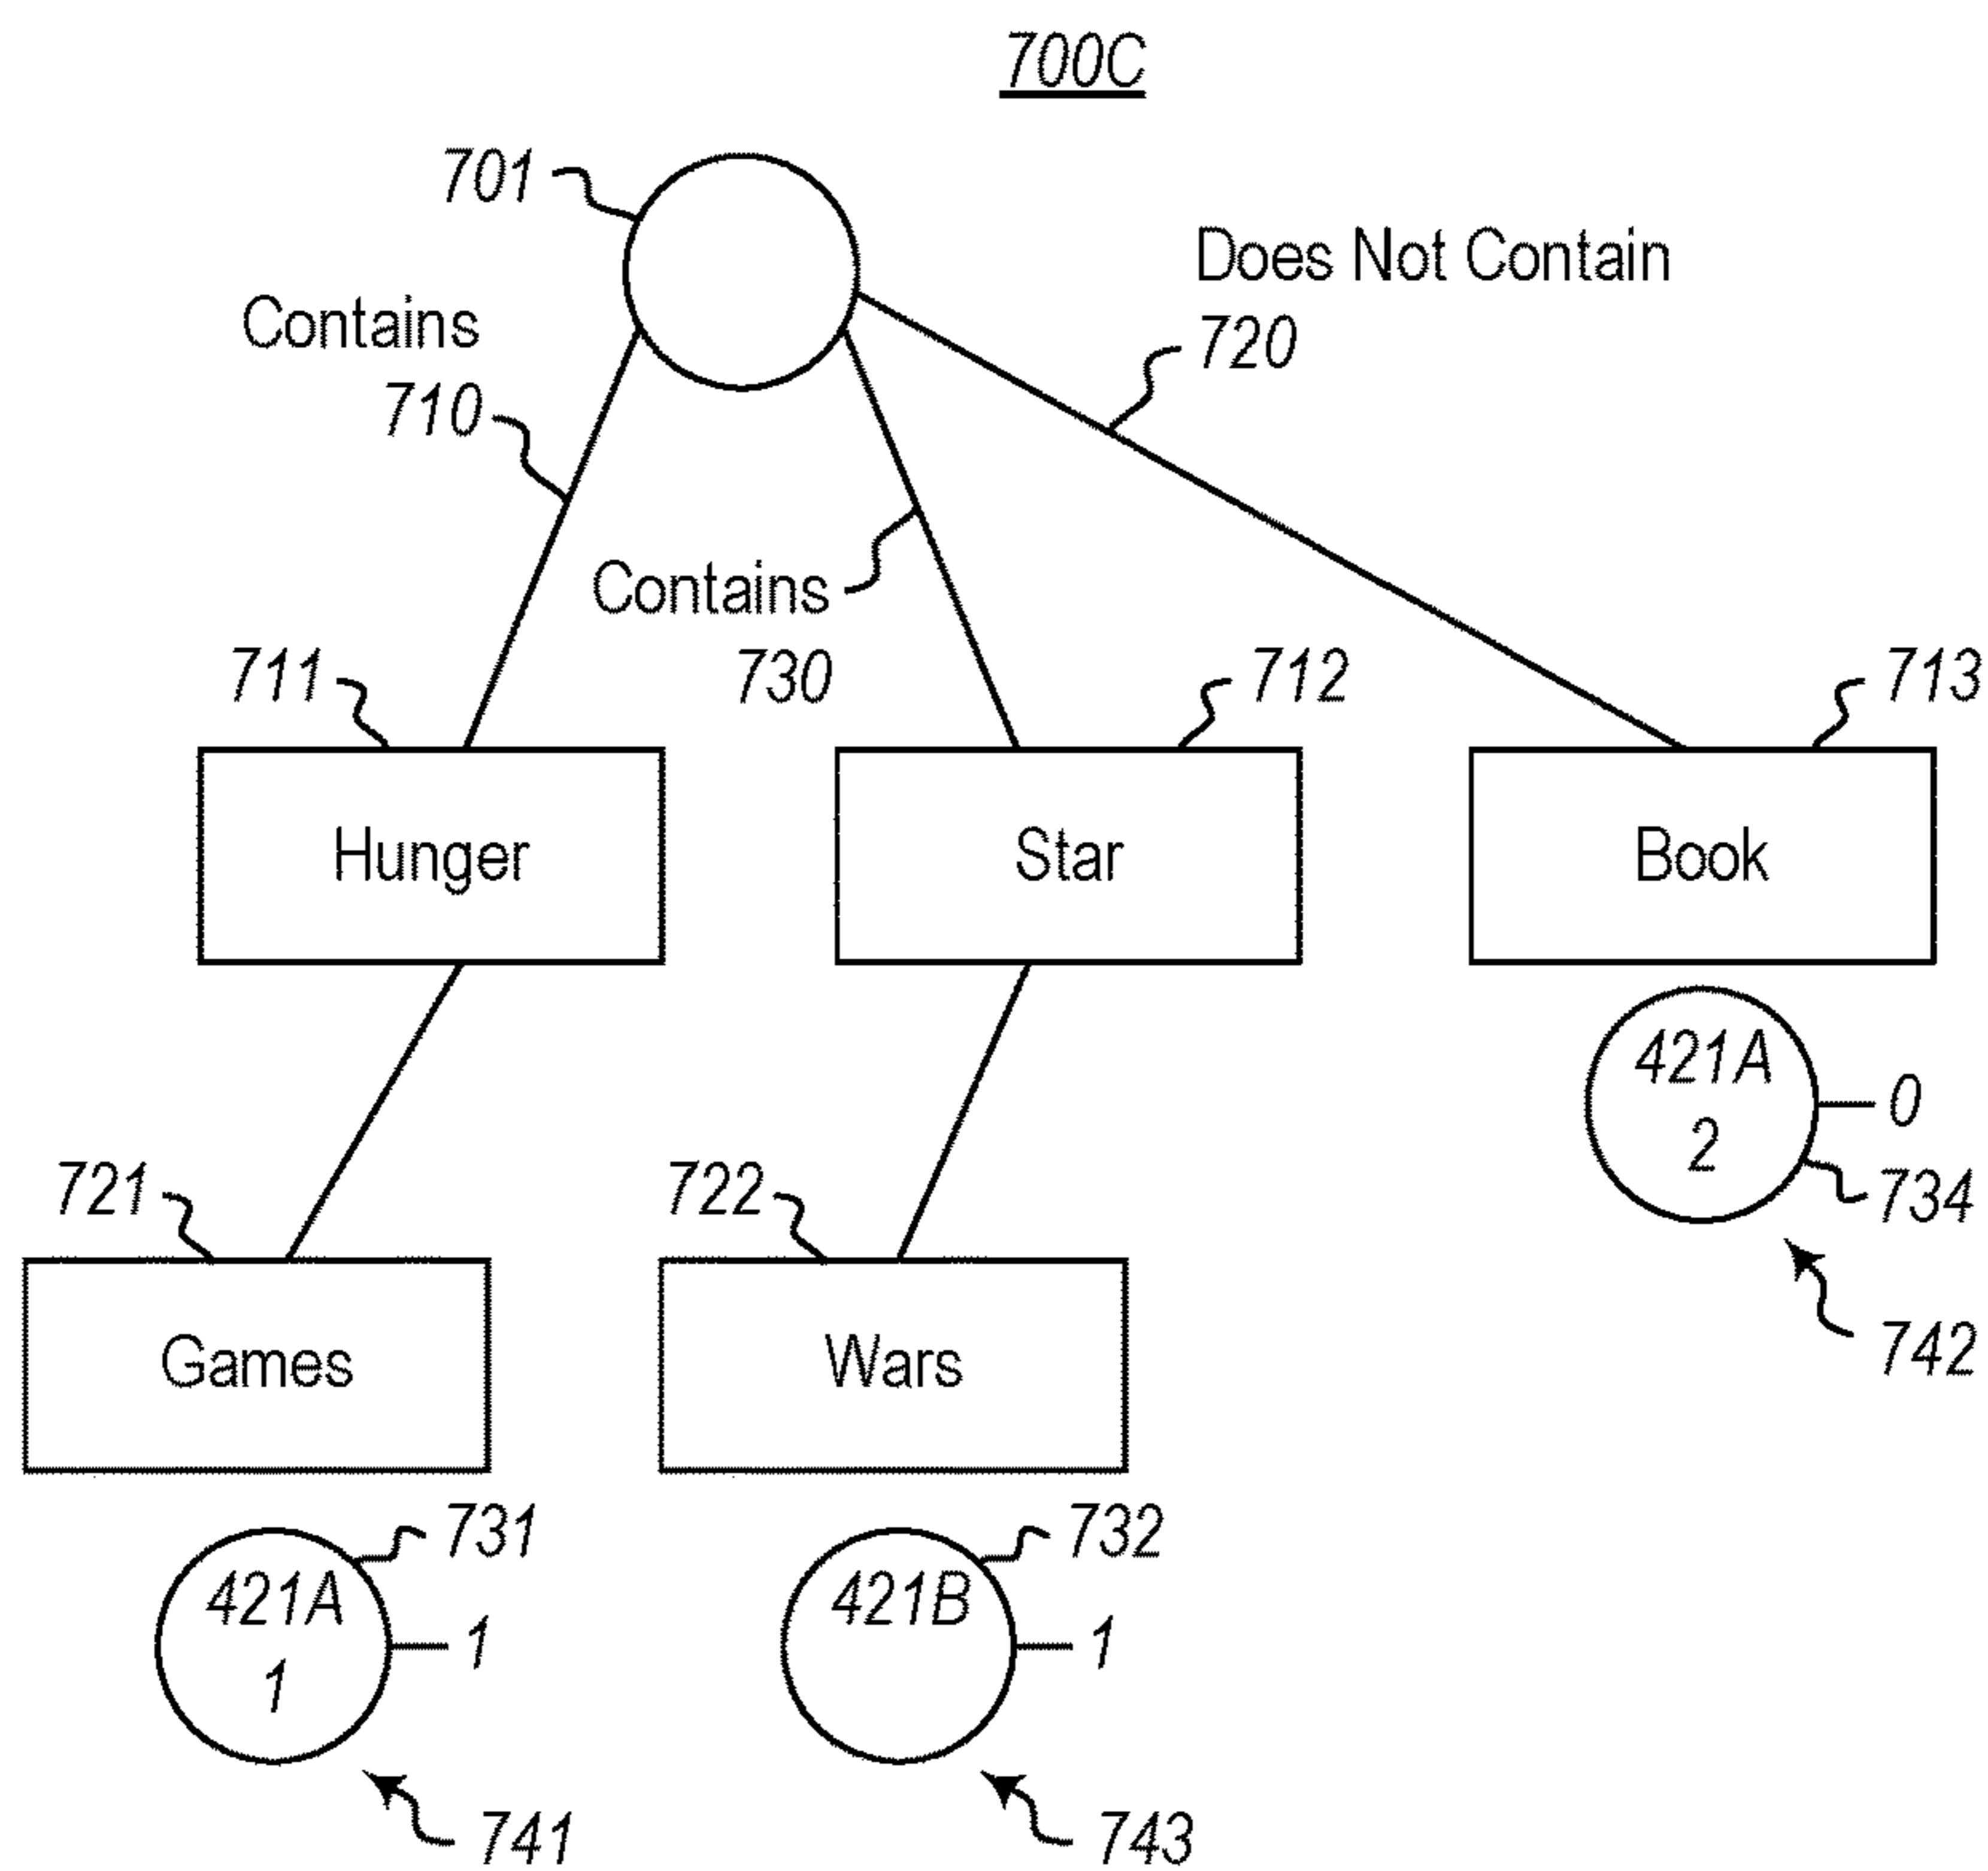 700C
701
Does Not Contain
720
Contains
710
Contains
730
711
712
713
Hunger
Star
Book
421A
2
0
734
742
721
722
Games
Wars
731
421A
1
1
741
732
421B
1
743